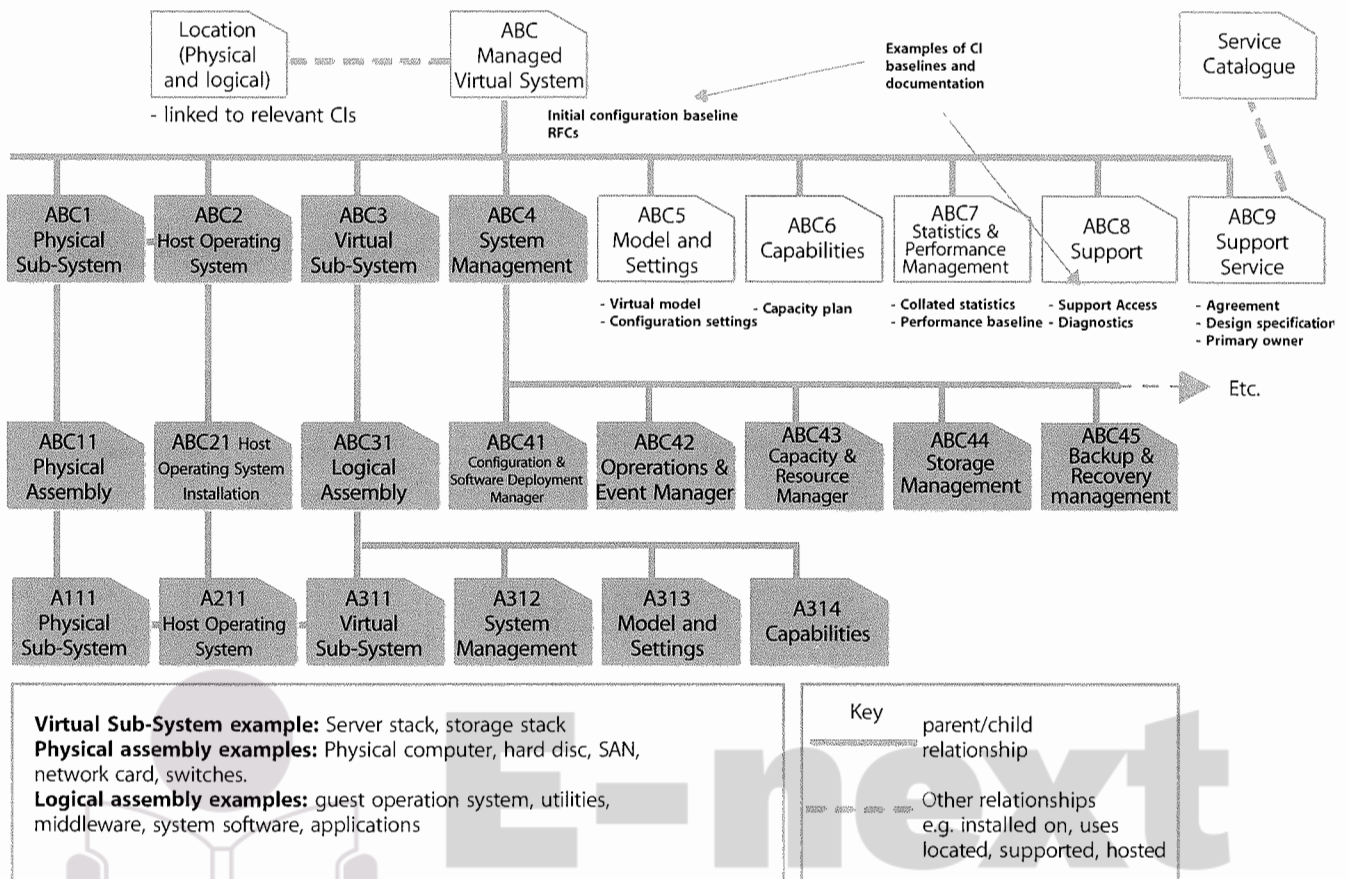 Location
(Physical
and logical)
- linked to relevant CIs
ABC
Managed
Virtual System
Initial configuration baseline
RFCs
Examples of CI
baselines and
documentation
Service
Catalogue
ABC1
Physical
Sub-System
ABC2
Host Operating
System
ABC3
Virtual
Sub-System
ABC4
System
Management
ABC5
Model and
Settings
ABC6
Capabilities
ABC7
Statistics &
Performance
Management
ABC8
Support
ABC9
Support
Service
- Virtual model
- Configuration settings
- Capacity plan
- Collated statistics
- Performance baseline
- Support Access
- Diagnostics
- Agreement
- Design specification
- Primary owner
Etc.
ABC11
Physical
Assembly
ABC21 Host
Operating System
Installation
ABC31
Logical
Assembly
ABC41
Configuration &
Software Deployment
Manager
ABC42
Oprerations &
Event Manager
ABC43
Capacity &
Resource
Manager
ABC44
Storage
Management
ABC45
Backup &
Recovery
management
A111
Physical
Sub-System
A211
Host Operating
System
A311
Virtual
Sub-System
A312
System
Management
A313
Model and
Settings
A314
Capabilities
Virtual Sub-System example: Server stack, storage stack
Physical assembly examples: Physical computer, hard disc, SAN,
network card, switches.
Logical assembly examples: guest operation system, utilities,
middleware, system software, applications
Key
parent/child
relationship
Other relationships
e.g. installed on, uses
located, supported, hosted
E-next